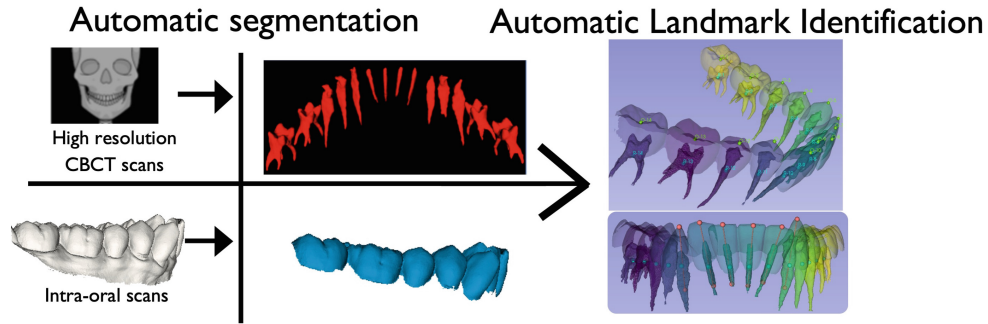 Automatic segmentation
Automatic Landmark Identification
High resolution
CBCT scans
Intra-oral scans